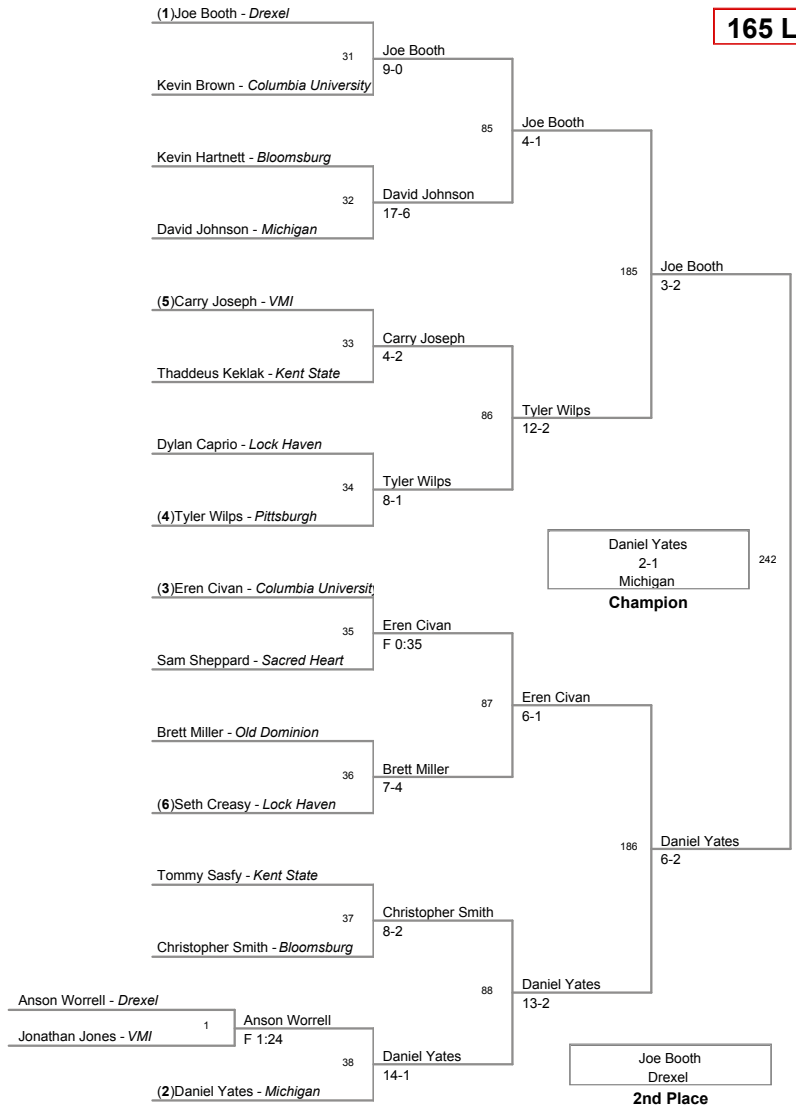 (1)Joe Booth - Drexel
165 L
31
Joe Booth
9-0
Kevin Brown - Columbia University
85
Joe Booth
4-1
Kevin Hartnett - Bloomsburg
32
David Johnson
17-6
David Johnson - Michigan
185
Joe Booth
3-2
(5)Carry Joseph - VMI
33
Carry Joseph
4-2
Thaddeus Keklak - Kent State
86
Tyler Wilps
12-2
Dylan Caprio - Lock Haven
34
Tyler Wilps
8-1
(4)Tyler Wilps - Pittsburgh
Daniel Yates
2-1
Michigan
242
Champion
(3)Eren Civan - Columbia University
35
Eren Civan
F 0:35
Sam Sheppard - Sacred Heart
87
Eren Civan
6-1
Brett Miller - Old Dominion
36
Brett Miller
7-4
(6)Seth Creasy - Lock Haven
186
Daniel Yates
6-2
Tommy Sasfy - Kent State
37
Christopher Smith
8-2
Christopher Smith - Bloomsburg
88
Daniel Yates
13-2
Anson Worrell - Drexel
1
Anson Worrell
F 1:24
Jonathan Jones - VMI
38
Daniel Yates
14-1
(2)Daniel Yates - Michigan
Joe Booth
Drexel
2nd Place